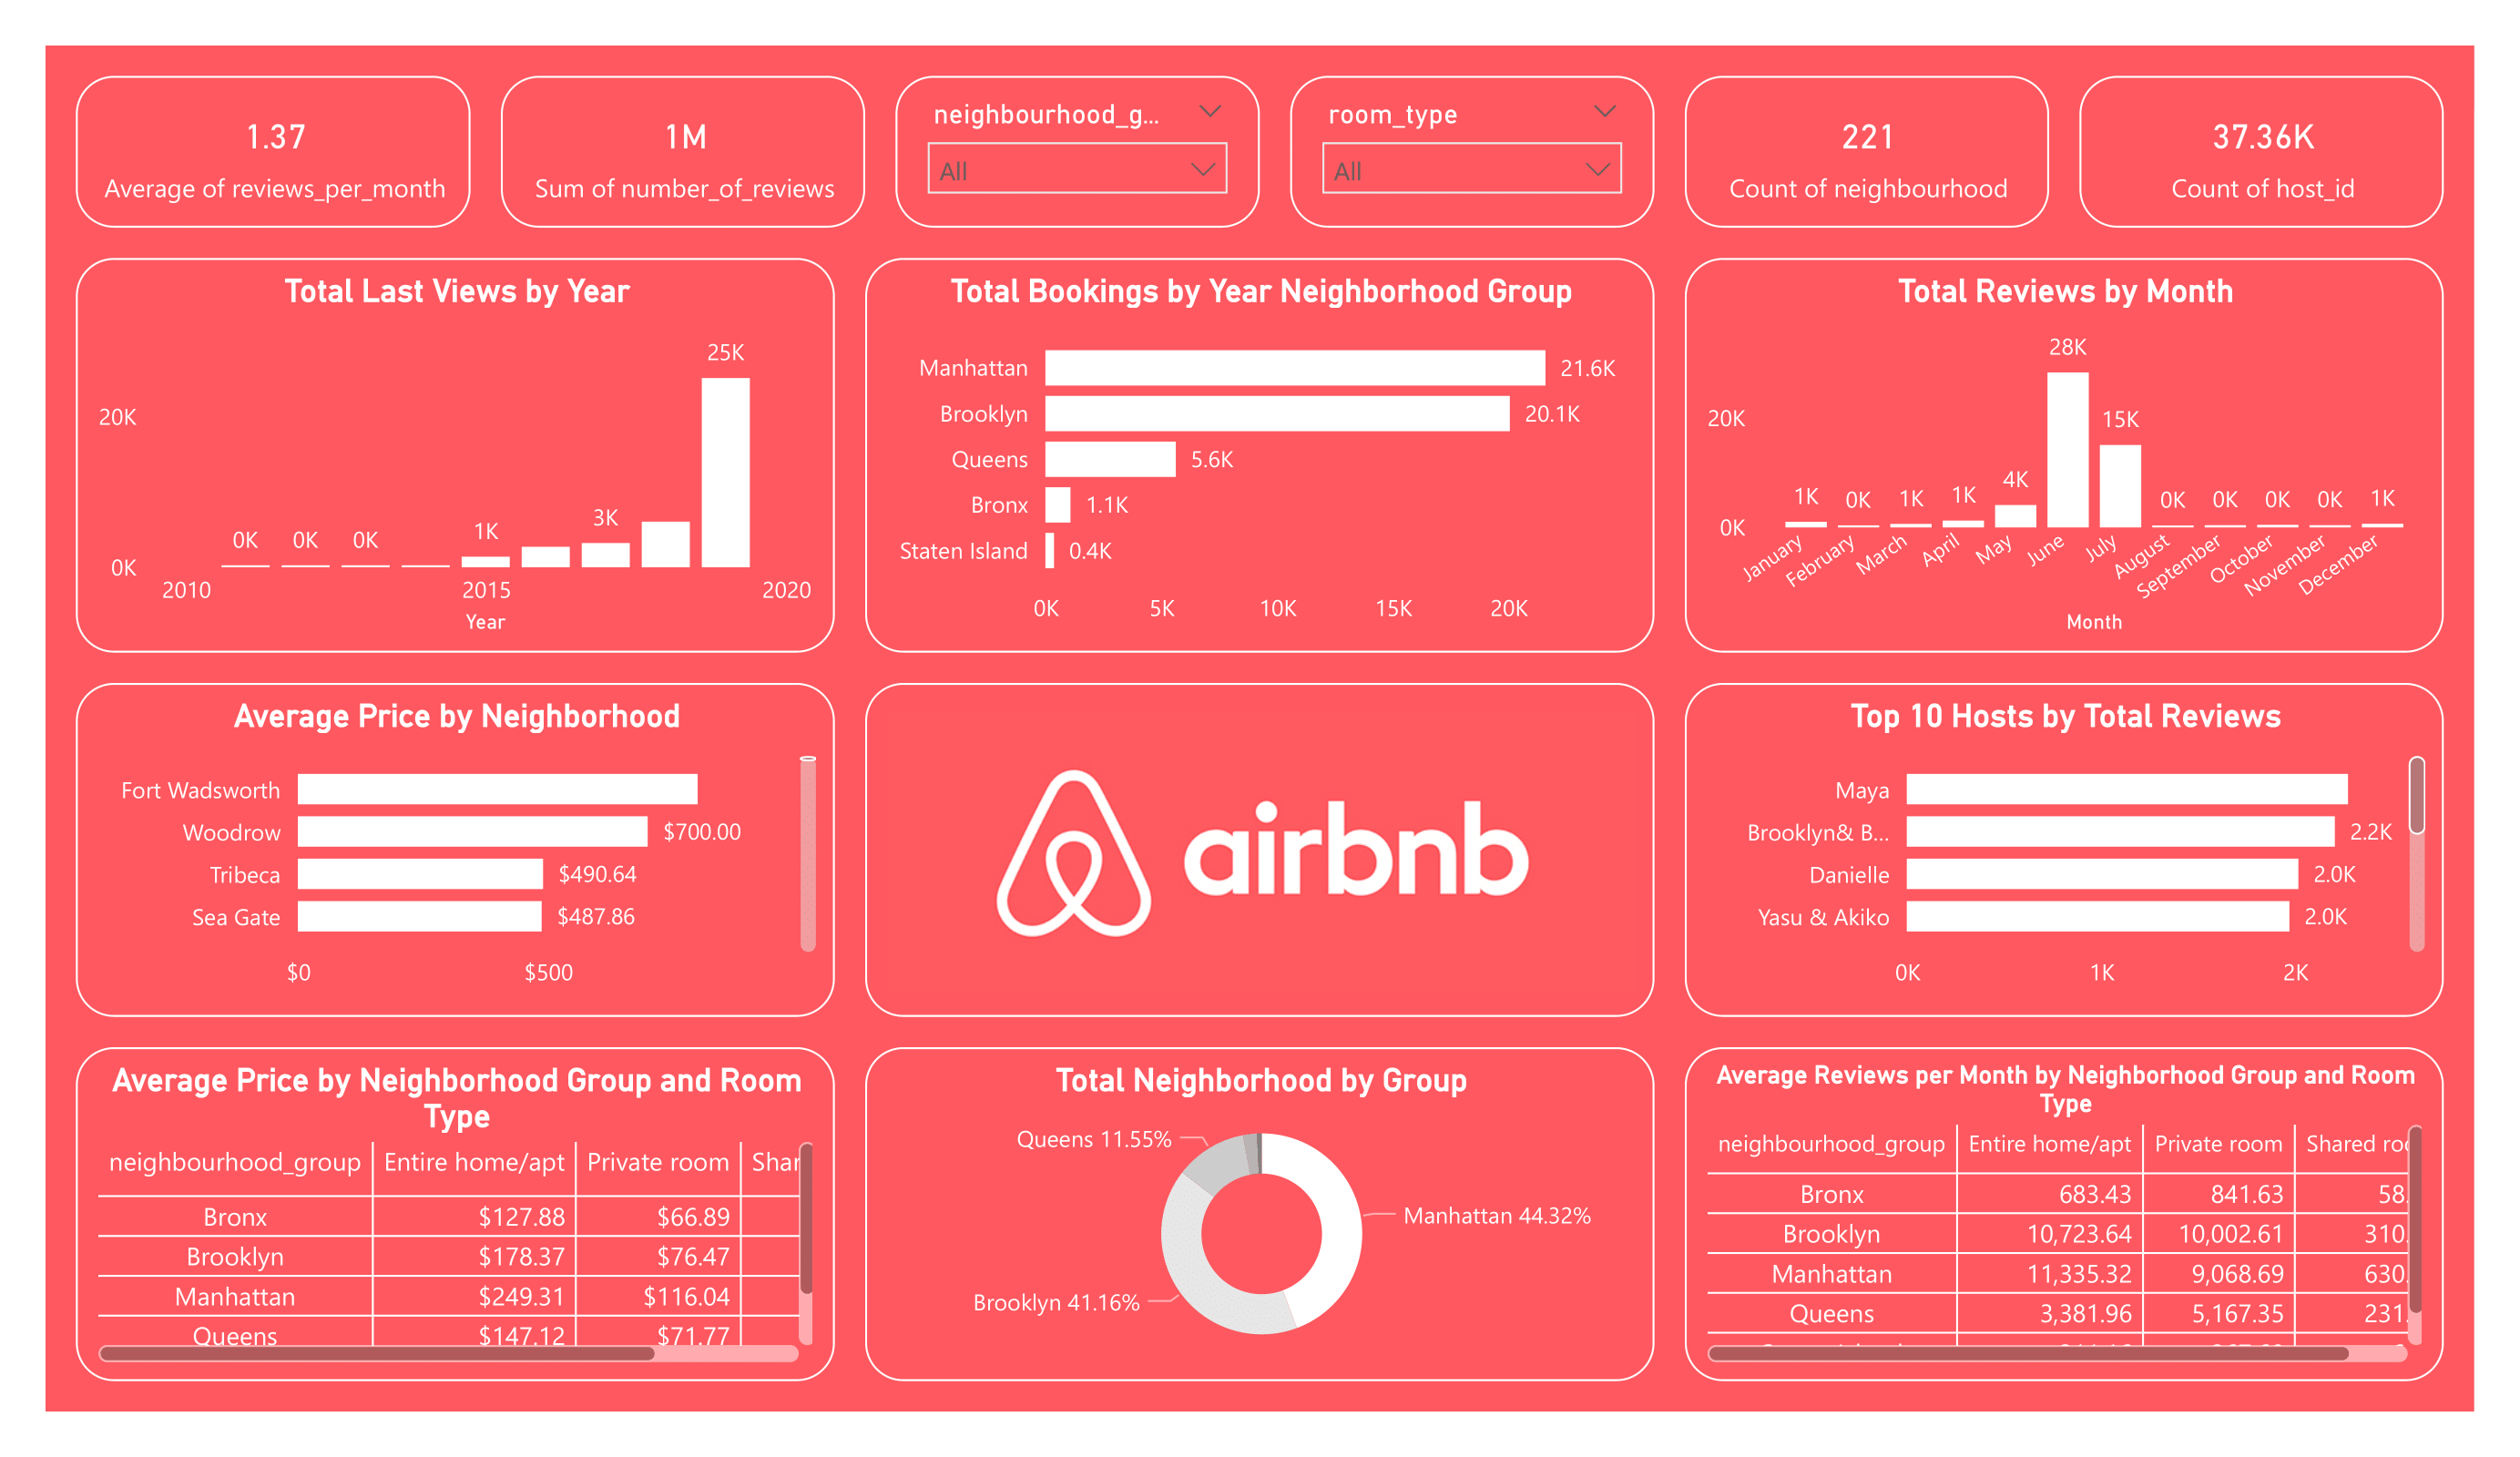 1.37
Average of reviews_per_month
1M
Sum of number_of_reviews
neighbourhood_g...
All
room_type
All
221
Count of neighbourhood
37.36K
Count of host_id
Total Last Views by Year
25K
20K
3K
1K
0K 0K 0K
0K
2010 2015 2020
Year
Total Bookings by Year Neighborhood Group
Manhattan 21.6K
Brooklyn 20.1K
Queens 5.6K
Bronx 1.1K
Staten Island 0.4K
0K 5K 10K 15K 20K
Total Reviews by Month
28K
20K
15K
4K
1K 0K 1K 1K 0K 0K 0K 0K 1K
0K
January February March April May June July August September October November December
Month
Average Price by Neighborhood
Fort Wadsworth
Woodrow $700.00
Tribeca $490.64
Sea Gate $487.86
$0 $500
airbnb
Top 10 Hosts by Total Reviews
Maya
Brooklyn& B... 2.2K
Danielle 2.0K
Yasu & Akiko 2.0K
0K 1K 2K
Average Price by Neighborhood Group and Room
Type
neighbourhood_group Entire home/apt Private room Shar
Bronx $127.88 $66.89
Brooklyn $178.37 $76.47
Manhattan $249.31 $116.04
Queens $147.12 $71.77
Total Neighborhood by Group
Queens 11.55%
Manhattan 44.32%
Brooklyn 41.16%
Average Reviews per Month by Neighborhood Group and Room
Type
neighbourhood_group Entire home/apt Private room Shared roo
Bronx 683.43 841.63 58.
Brooklyn 10,723.64 10,002.61 310.
Manhattan 11,335.32 9,068.69 630.
Queens 3,381.96 5,167.35 231.